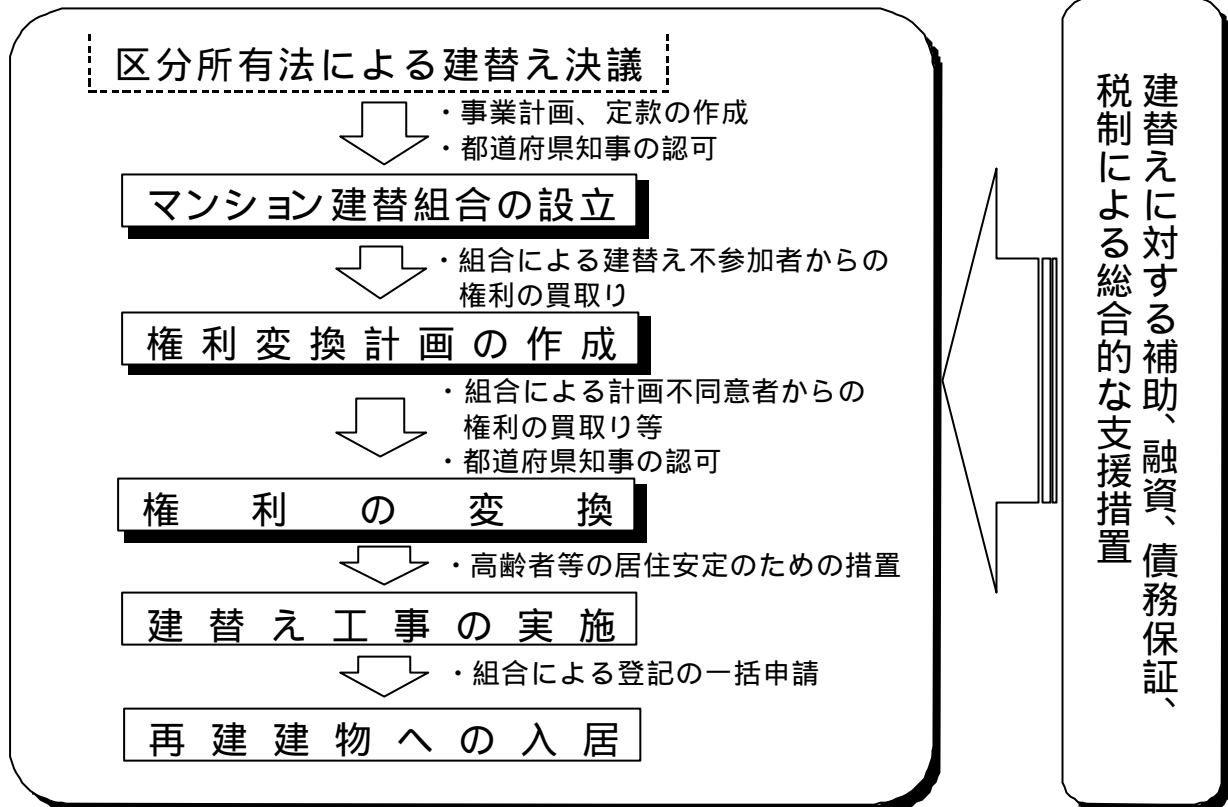 区分所有法による建替え決議
・事業計画、定款の作成
・都道府県知事の認可
マンション建替組合の設立
・組合による建替え不参加者からの
権利の買取り
権利変換計画の作成
・組合による計画不同意者からの
権利の買取り等
・都道府県知事の認可
権利の変換
・高齢者等の居住安定のための措置
建替え工事の実施
・組合による登記の一括申請
再建建物への入居
建替えに対する補助、融資、債務保証、
税制による総合的な支援措置